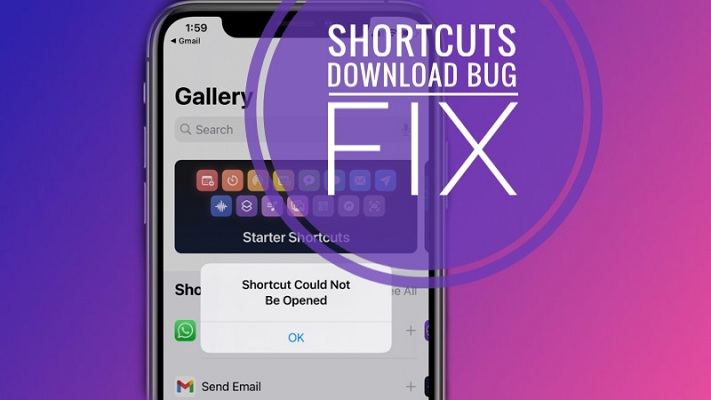 SHORTCUTS
DOWNLOAD BUG
FIX
1:59
◀ Gmail
Gallery
Search
Starter Shortcuts
Sho
ee All
Shortcut Could Not
Be Opened
OK
Send Email